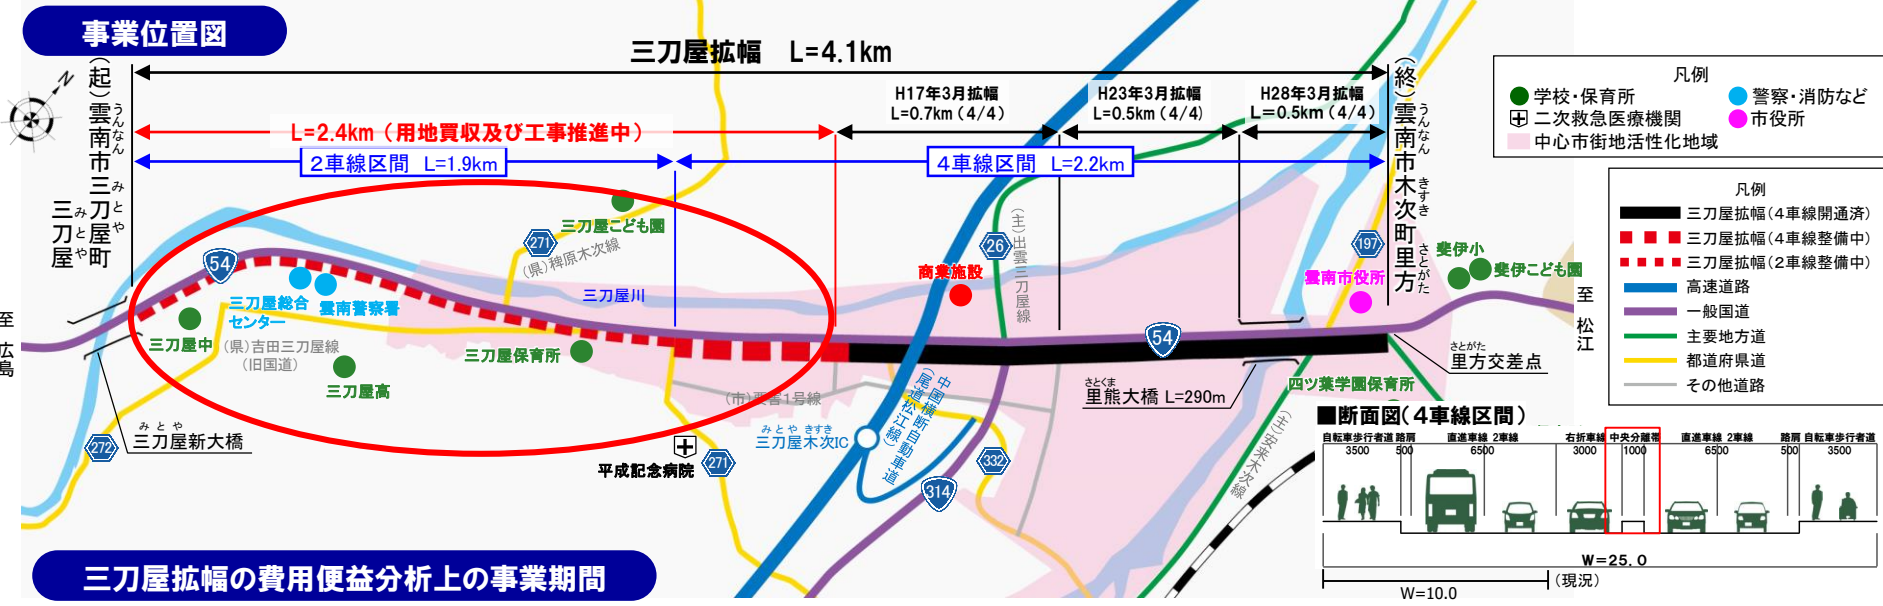 事業位置図
三刀屋拡幅 L=4.1km
H17年3月拡幅
L=0.7km(4/4)
H23年3月拡幅
L=0.5km(4/4)
H28年3月拡幅
L=0.5km(4/4)
L=2.4km(用地買収及び工事推進中)
2車線区間 L=1.9km
4車線区間 L=2.2km
(起)雲南市三刀屋町
うんなん
みとや
三刀屋
みとや
(終)雲南市木次町里方
うんなん
きすき
さとがた
N
至 広島
至 松江
凡例
学校・保育所
警察・消防など
二次救急医療機関
市役所
中心市街地活性化地域
凡例
三刀屋拡幅(4車線開通済)
三刀屋拡幅(4車線整備中)
三刀屋拡幅(2車線整備中)
高速道路
一般国道
主要地方道
都道府県道
その他道路
54
271
(県)稗原木次線
三刀屋こども園
三刀屋川
三刀屋総合
センター
雲南警察署
三刀屋中
(県)吉田三刀屋線
(旧国道)
三刀屋高
三刀屋保育所
272
みとや
三刀屋新大橋
26
(主)出雲三刀屋線
商業施設
197
雲南市役所
斐伊小
斐伊こども園
54
さとがた
里方交差点
さとくま
里熊大橋 L=290m
四ツ葉学園保育所
(主)安来木次線
(市)要害1号線
みとや きすき
三刀屋木次IC
中国横断自動車道
(尾道松江線)
平成記念病院
271
332
314
■断面図(4車線区間)
自転車歩行者道 路肩 直進車線 2車線 右折車線 中央分離帯 直進車線 2車線 路肩 自転車歩行者道
3500 500 6500 3000 1000 6500 500 3500
W=25.0
(現況)
W=10.0
三刀屋拡幅の費用便益分析上の事業期間